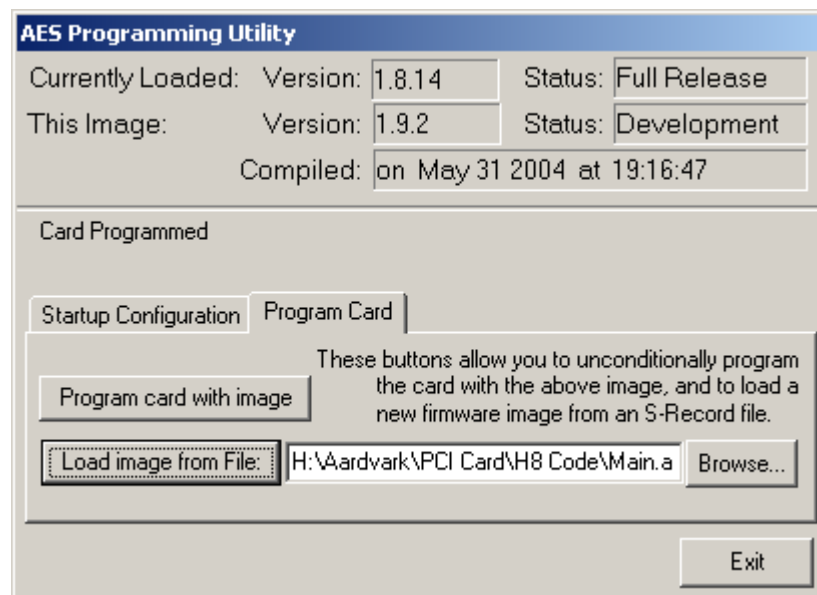 AES Programming Utility
Currently Loaded: Version: 1.8.14 Status: Full Release
This Image: Version: 1.9.2 Status: Development
Compiled: on May 31 2004 at 19:16:47
Card Programmed
Startup Configuration Program Card
These buttons allow you to unconditionally program
the card with the above image, and to load a
new firmware image from an S-Record file.
Program card with image
Load image from File: H:\Aardvark\PCI Card\H8 Code\Main.a Browse...
Exit